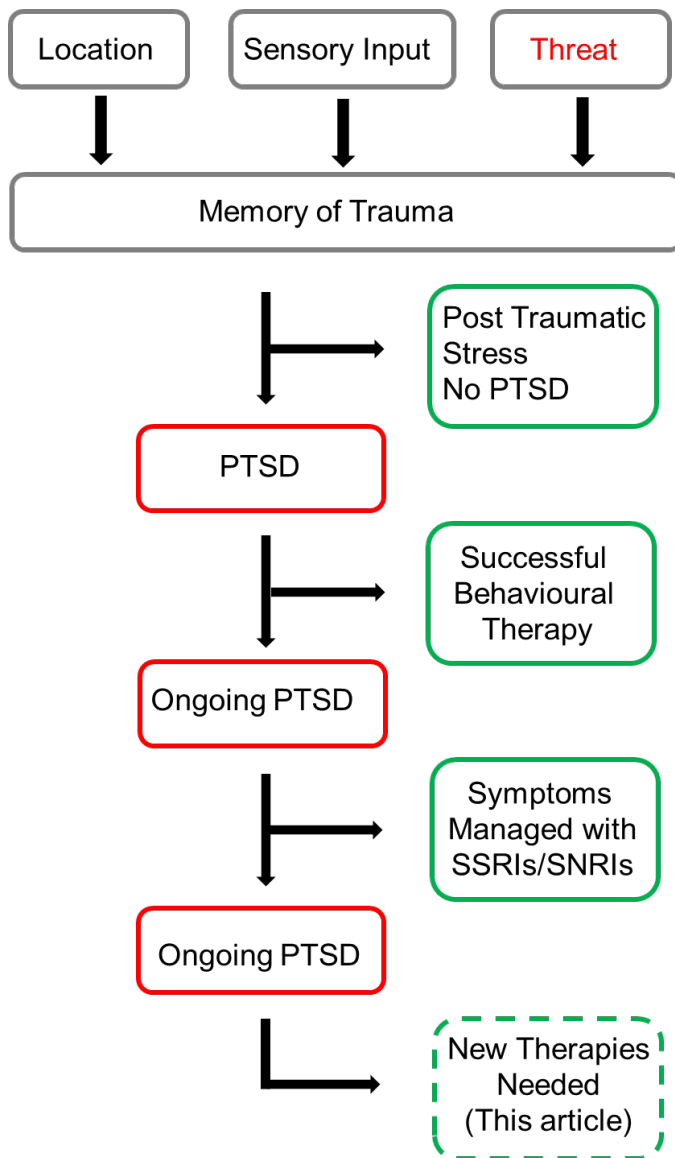 Location
Sensory Input
Threat
Memory of Trauma
Post Traumatic
Stress
No PTSD
PTSD
Successful
Behavioural
Therapy
Ongoing PTSD
Symptoms
Managed with
SSRIs/SNRIs
Ongoing PTSD
New Therapies
Needed
(This article)